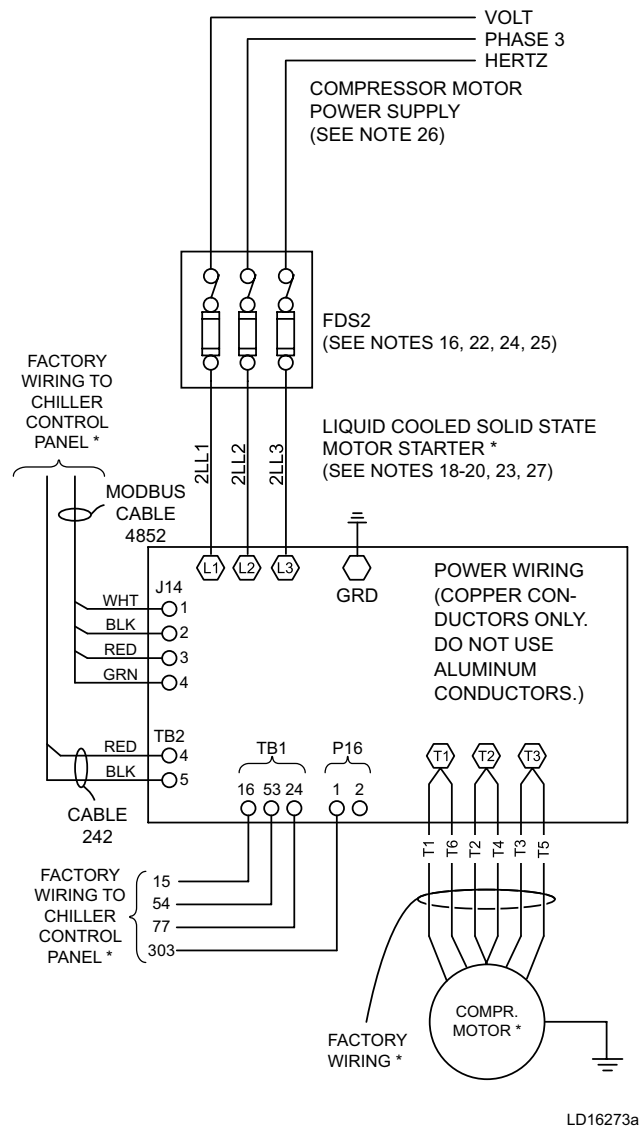 VOLT
PHASE 3
HERTZ
COMPRESSOR MOTOR
POWER SUPPLY
(SEE NOTE 26)
FDS2
(SEE NOTES 16, 22, 24, 25)
FACTORY
WIRING TO
CHILLER
CONTROL
PANEL *
2LL1
2LL2
2LL3
LIQUID COOLED SOLID STATE
MOTOR STARTER *
(SEE NOTES 18-20, 23, 27)
MODBUS
CABLE
4852
L1
L2
L3
GRD
POWER WIRING
(COPPER CON-
DUCTORS ONLY.
DO NOT USE
ALUMINUM
CONDUCTORS.)
J14
WHT 1
BLK 2
RED 3
GRN 4
TB2
RED 4
BLK 5
CABLE
242
TB1
16 53 24
P16
1 2
T1
T2
T3
T1
T6
T2
T4
T3
T5
FACTORY
WIRING TO
CHILLER
CONTROL
PANEL *
15
54
77
303
COMPR.
MOTOR *
FACTORY
WIRING *
LD16273a